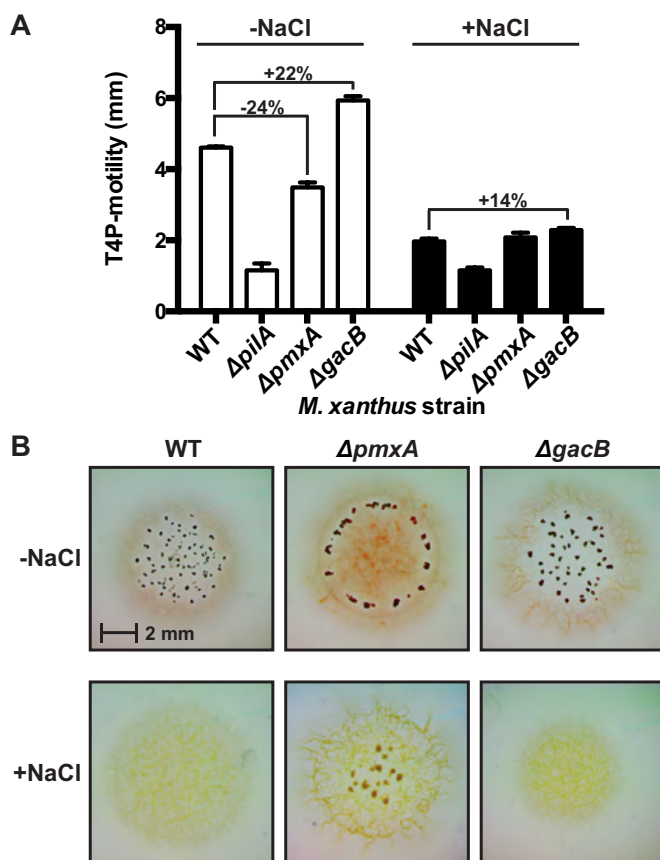 A
-NaCl
+NaCl
8
6
4
2
0
T4P-motility (mm)
+22%
-24%
+14%
WT
ΔpilA
ΔpmxA
ΔgacB
WT
ΔpilA
ΔpmxA
ΔgacB
M. xanthus strain
B
WT
ΔpmxA
ΔgacB
-NaCl
2 mm
+NaCl